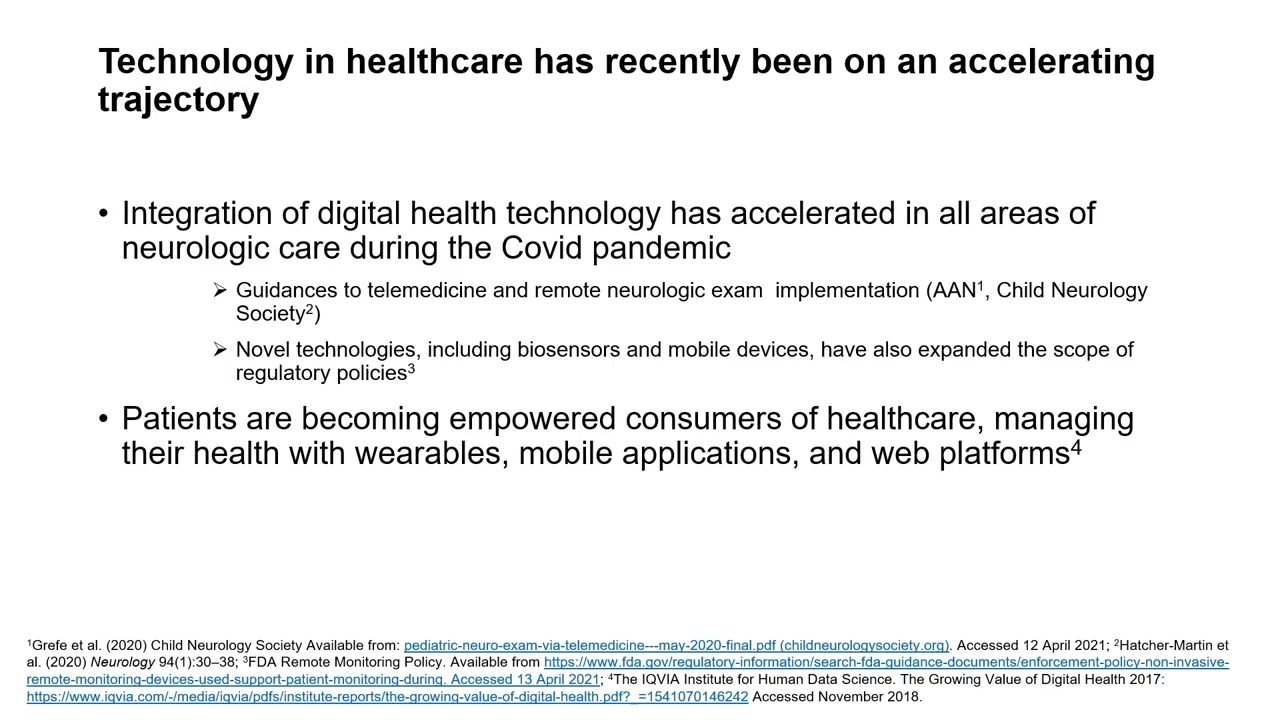 Technology in healthcare has recently been on an accelerating
trajectory
• Integration of digital health technology has accelerated in all areas of
neurologic care during the Covid pandemic
➢ Guidances to telemedicine and remote neurologic exam  implementation (AAN¹, Child Neurology
Society²)
➢ Novel technologies, including biosensors and mobile devices, have also expanded the scope of
regulatory policies³
• Patients are becoming empowered consumers of healthcare, managing
their health with wearables, mobile applications, and web platforms⁴
¹Grefe et al. (2020) Child Neurology Society Available from: pediatric-neuro-exam-via-telemedicine---may-2020-final.pdf (childneurologysociety.org). Accessed 12 April 2021; ²Hatcher-Martin et
al. (2020) Neurology 94(1):30–38; ³FDA Remote Monitoring Policy. Available from https://www.fda.gov/regulatory-information/search-fda-guidance-documents/enforcement-policy-non-invasive-
remote-monitoring-devices-used-support-patient-monitoring-during. Accessed 13 April 2021; ⁴The IQVIA Institute for Human Data Science. The Growing Value of Digital Health 2017:
https://www.iqvia.com/-/media/iqvia/pdfs/institute-reports/the-growing-value-of-digital-health.pdf?_=1541070146242 Accessed November 2018.